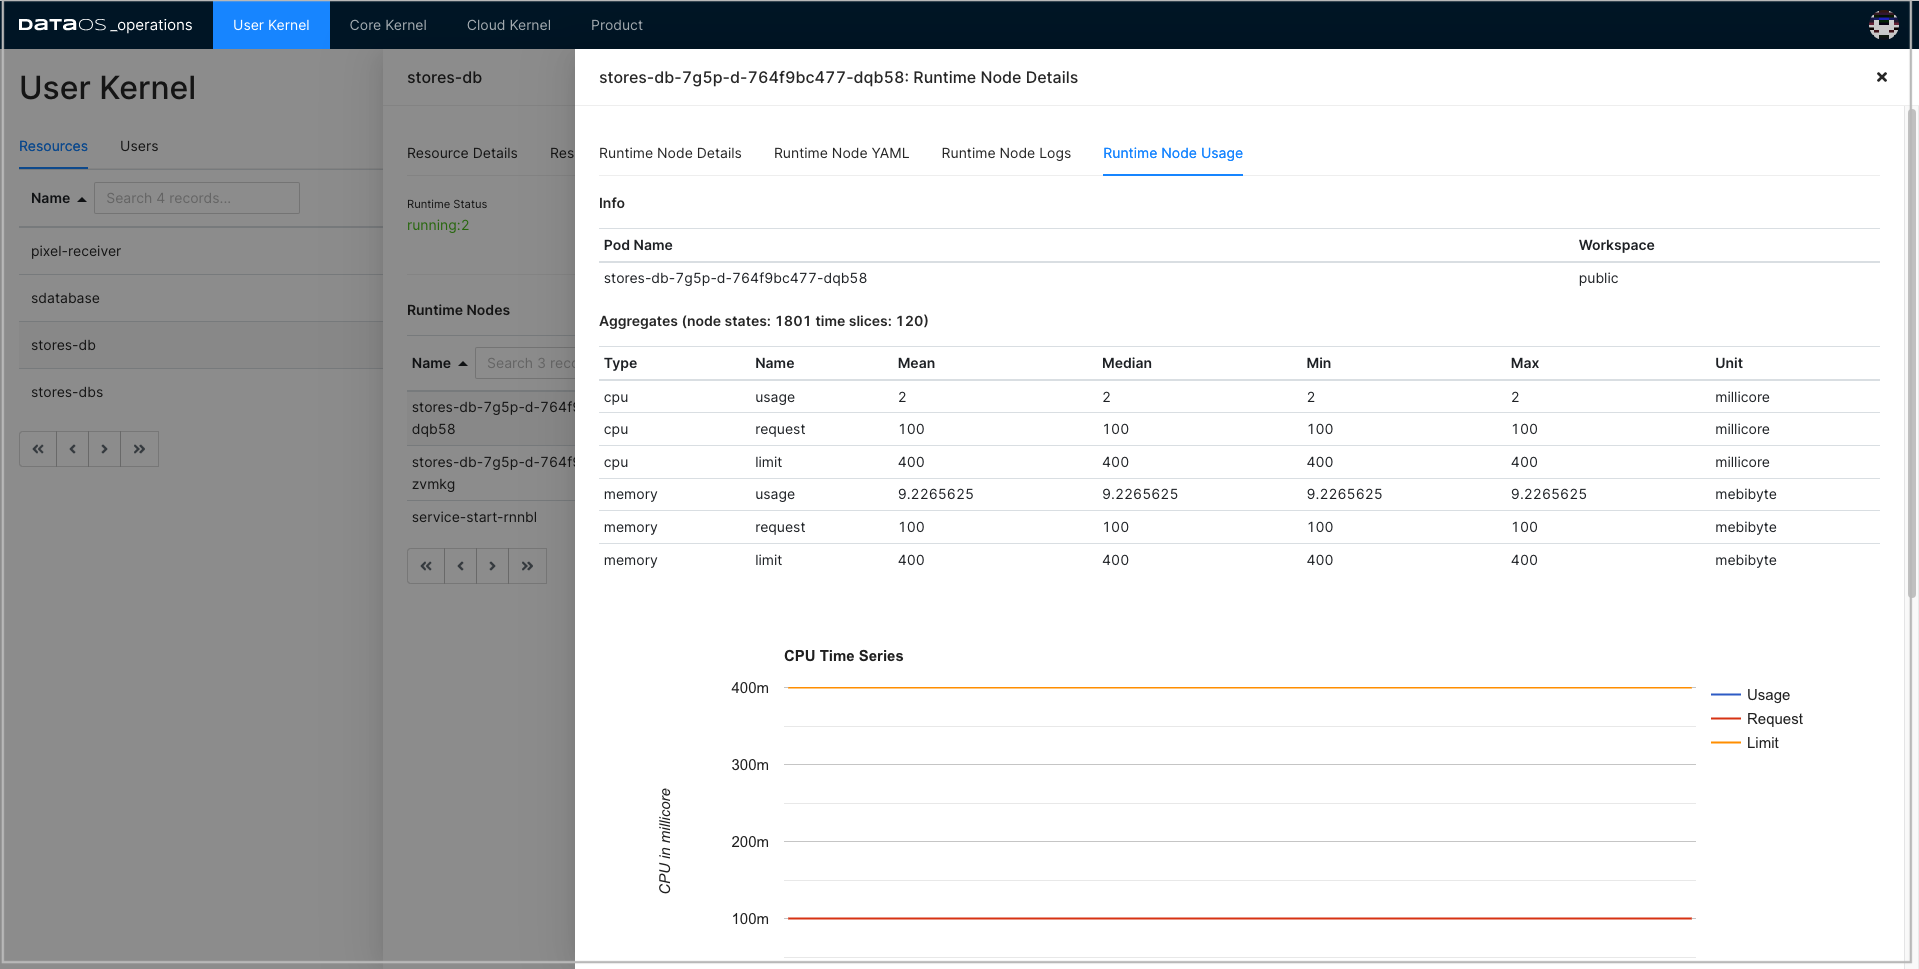 DATAOS_operations User Kernel Core Kernel Cloud Kernel Product
User Kernel
Resources Users
Name Search 4 records...
pixel-receiver
sdatabase
stores-db
stores-dbs
stores-db
Resource Details Res
Runtime Status
running:2
Runtime Nodes
Name Search 3 reco
stores-db-7g5p-d-764f9
dqb58
stores-db-7g5p-d-764f9
zvmkg
service-start-rnnbl
stores-db-7g5p-d-764f9bc477-dqb58: Runtime Node Details
Runtime Node Details Runtime Node YAML Runtime Node Logs Runtime Node Usage
Info
Pod Name Workspace
stores-db-7g5p-d-764f9bc477-dqb58 public
Aggregates (node states: 1801 time slices: 120)
Type Name Mean Median Min Max Unit
cpu usage 2 2 2 2 millicore
cpu request 100 100 100 100 millicore
cpu limit 400 400 400 400 millicore
memory usage 9.2265625 9.2265625 9.2265625 9.2265625 mebibyte
memory request 100 100 100 100 mebibyte
memory limit 400 400 400 400 mebibyte
CPU Time Series
400m
300m
200m
100m
CPU in millicore
Usage
Request
Limit